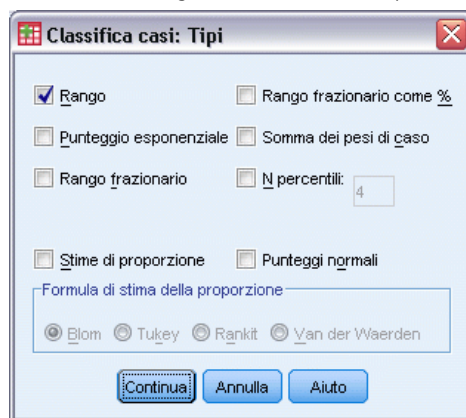 Classifica casi: Tipi
Rango
Rango frazionario come %
Punteggio esponenziale
Somma dei pesi di caso
Rango frazionario
N percentili: 4
Stime di proporzione
Punteggi normali
Formula di stima della proporzione
Blom Tukey Rankit Van der Waerden
Continua Annulla Aiuto